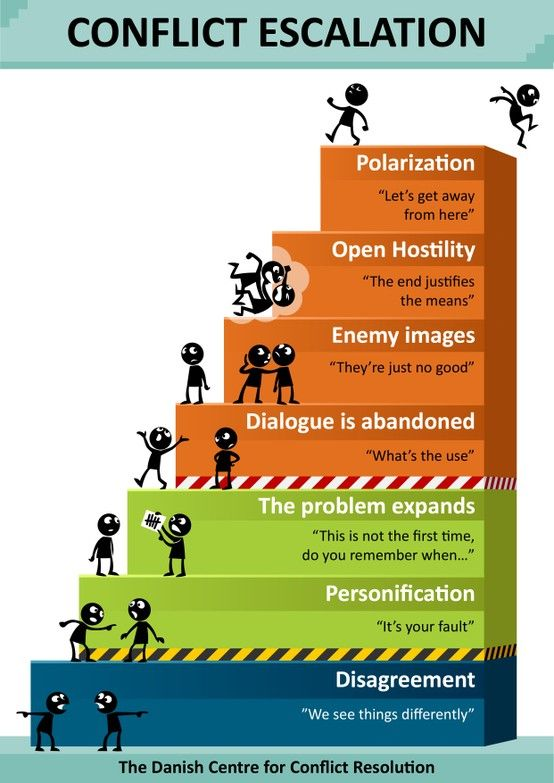 CONFLICT ESCALATION
Polarization
“Let’s get away
from here”
Open Hostility
“The end justifies
the means”
Enemy images
“They’re just no good”
Dialogue is abandoned
“What’s the use”
The problem expands
“This is not the first time,
do you remember when...”
Personification
“It’s your fault”
Disagreement
”We see things differently”
The Danish Centre for Conflict Resolution